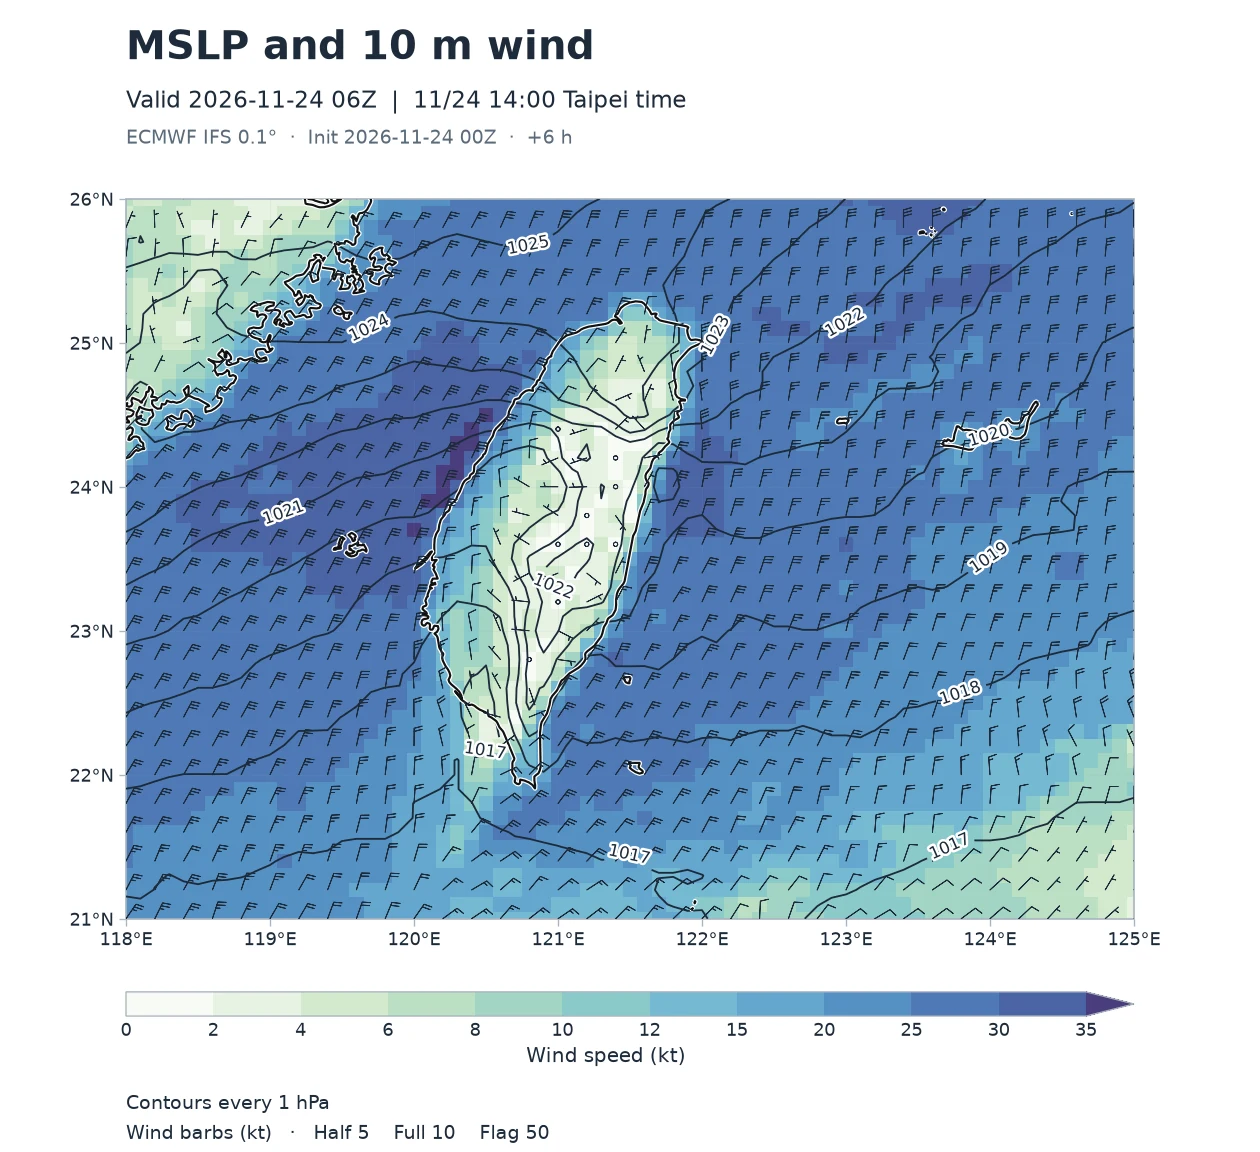 MSLP and 10 m wind
Valid 2026-11-24 06Z | 11/24 14:00 Taipei time
ECMWF IFS 0.1° · Init 2026-11-24 00Z · +6 h
26°N
25°N
24°N
23°N
22°N
21°N
1025
1024
1023
1022
1021
1020
1019
1022
1018
1017
1017
1017
118°E 119°E 120°E 121°E 122°E 123°E 124°E 125°E
0 2 4 6 8 10 12 15 20 25 30 35
Wind speed (kt)
Contours every 1 hPa
Wind barbs (kt) · Half 5 Full 10 Flag 50